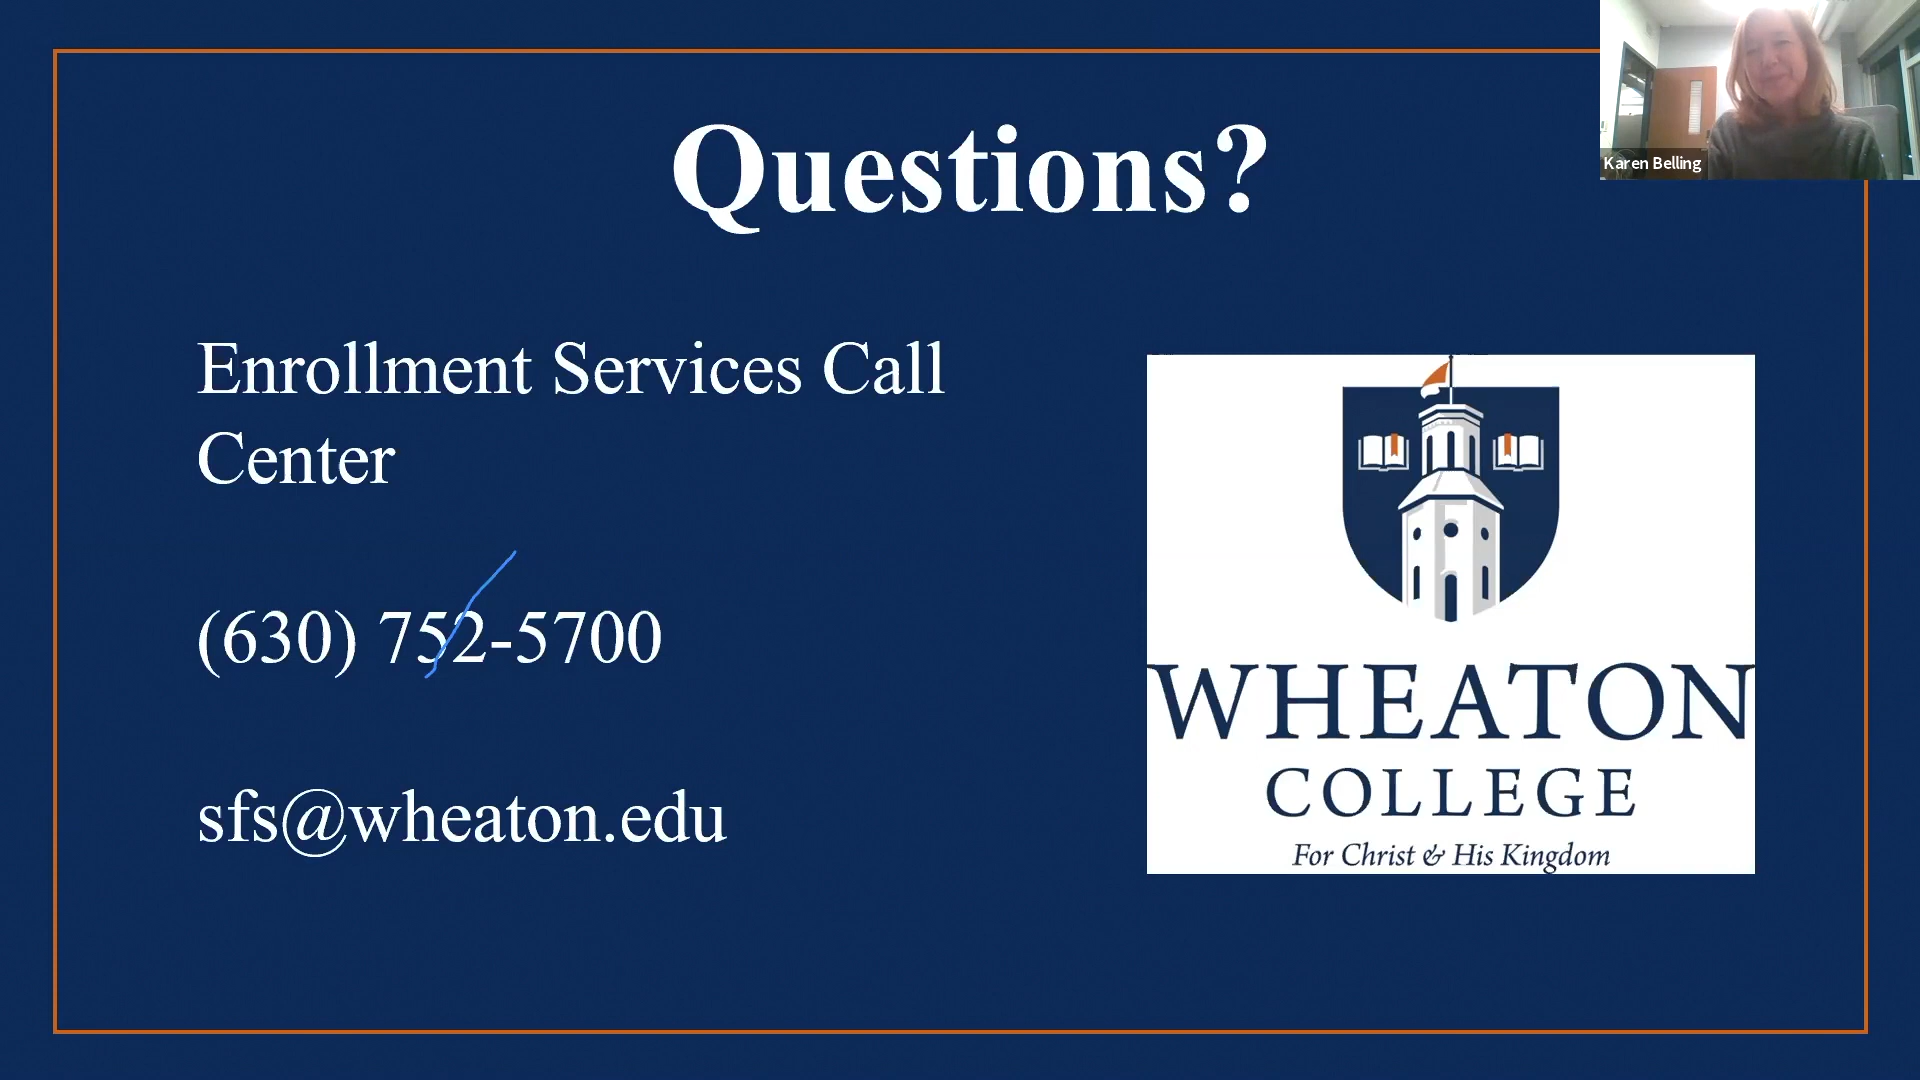 Questions?
Karen Belling
Enrollment Services Call
Center
(630) 752-5700
sfs@wheaton.edu
WHEATON
COLLEGE
For Christ & His Kingdom